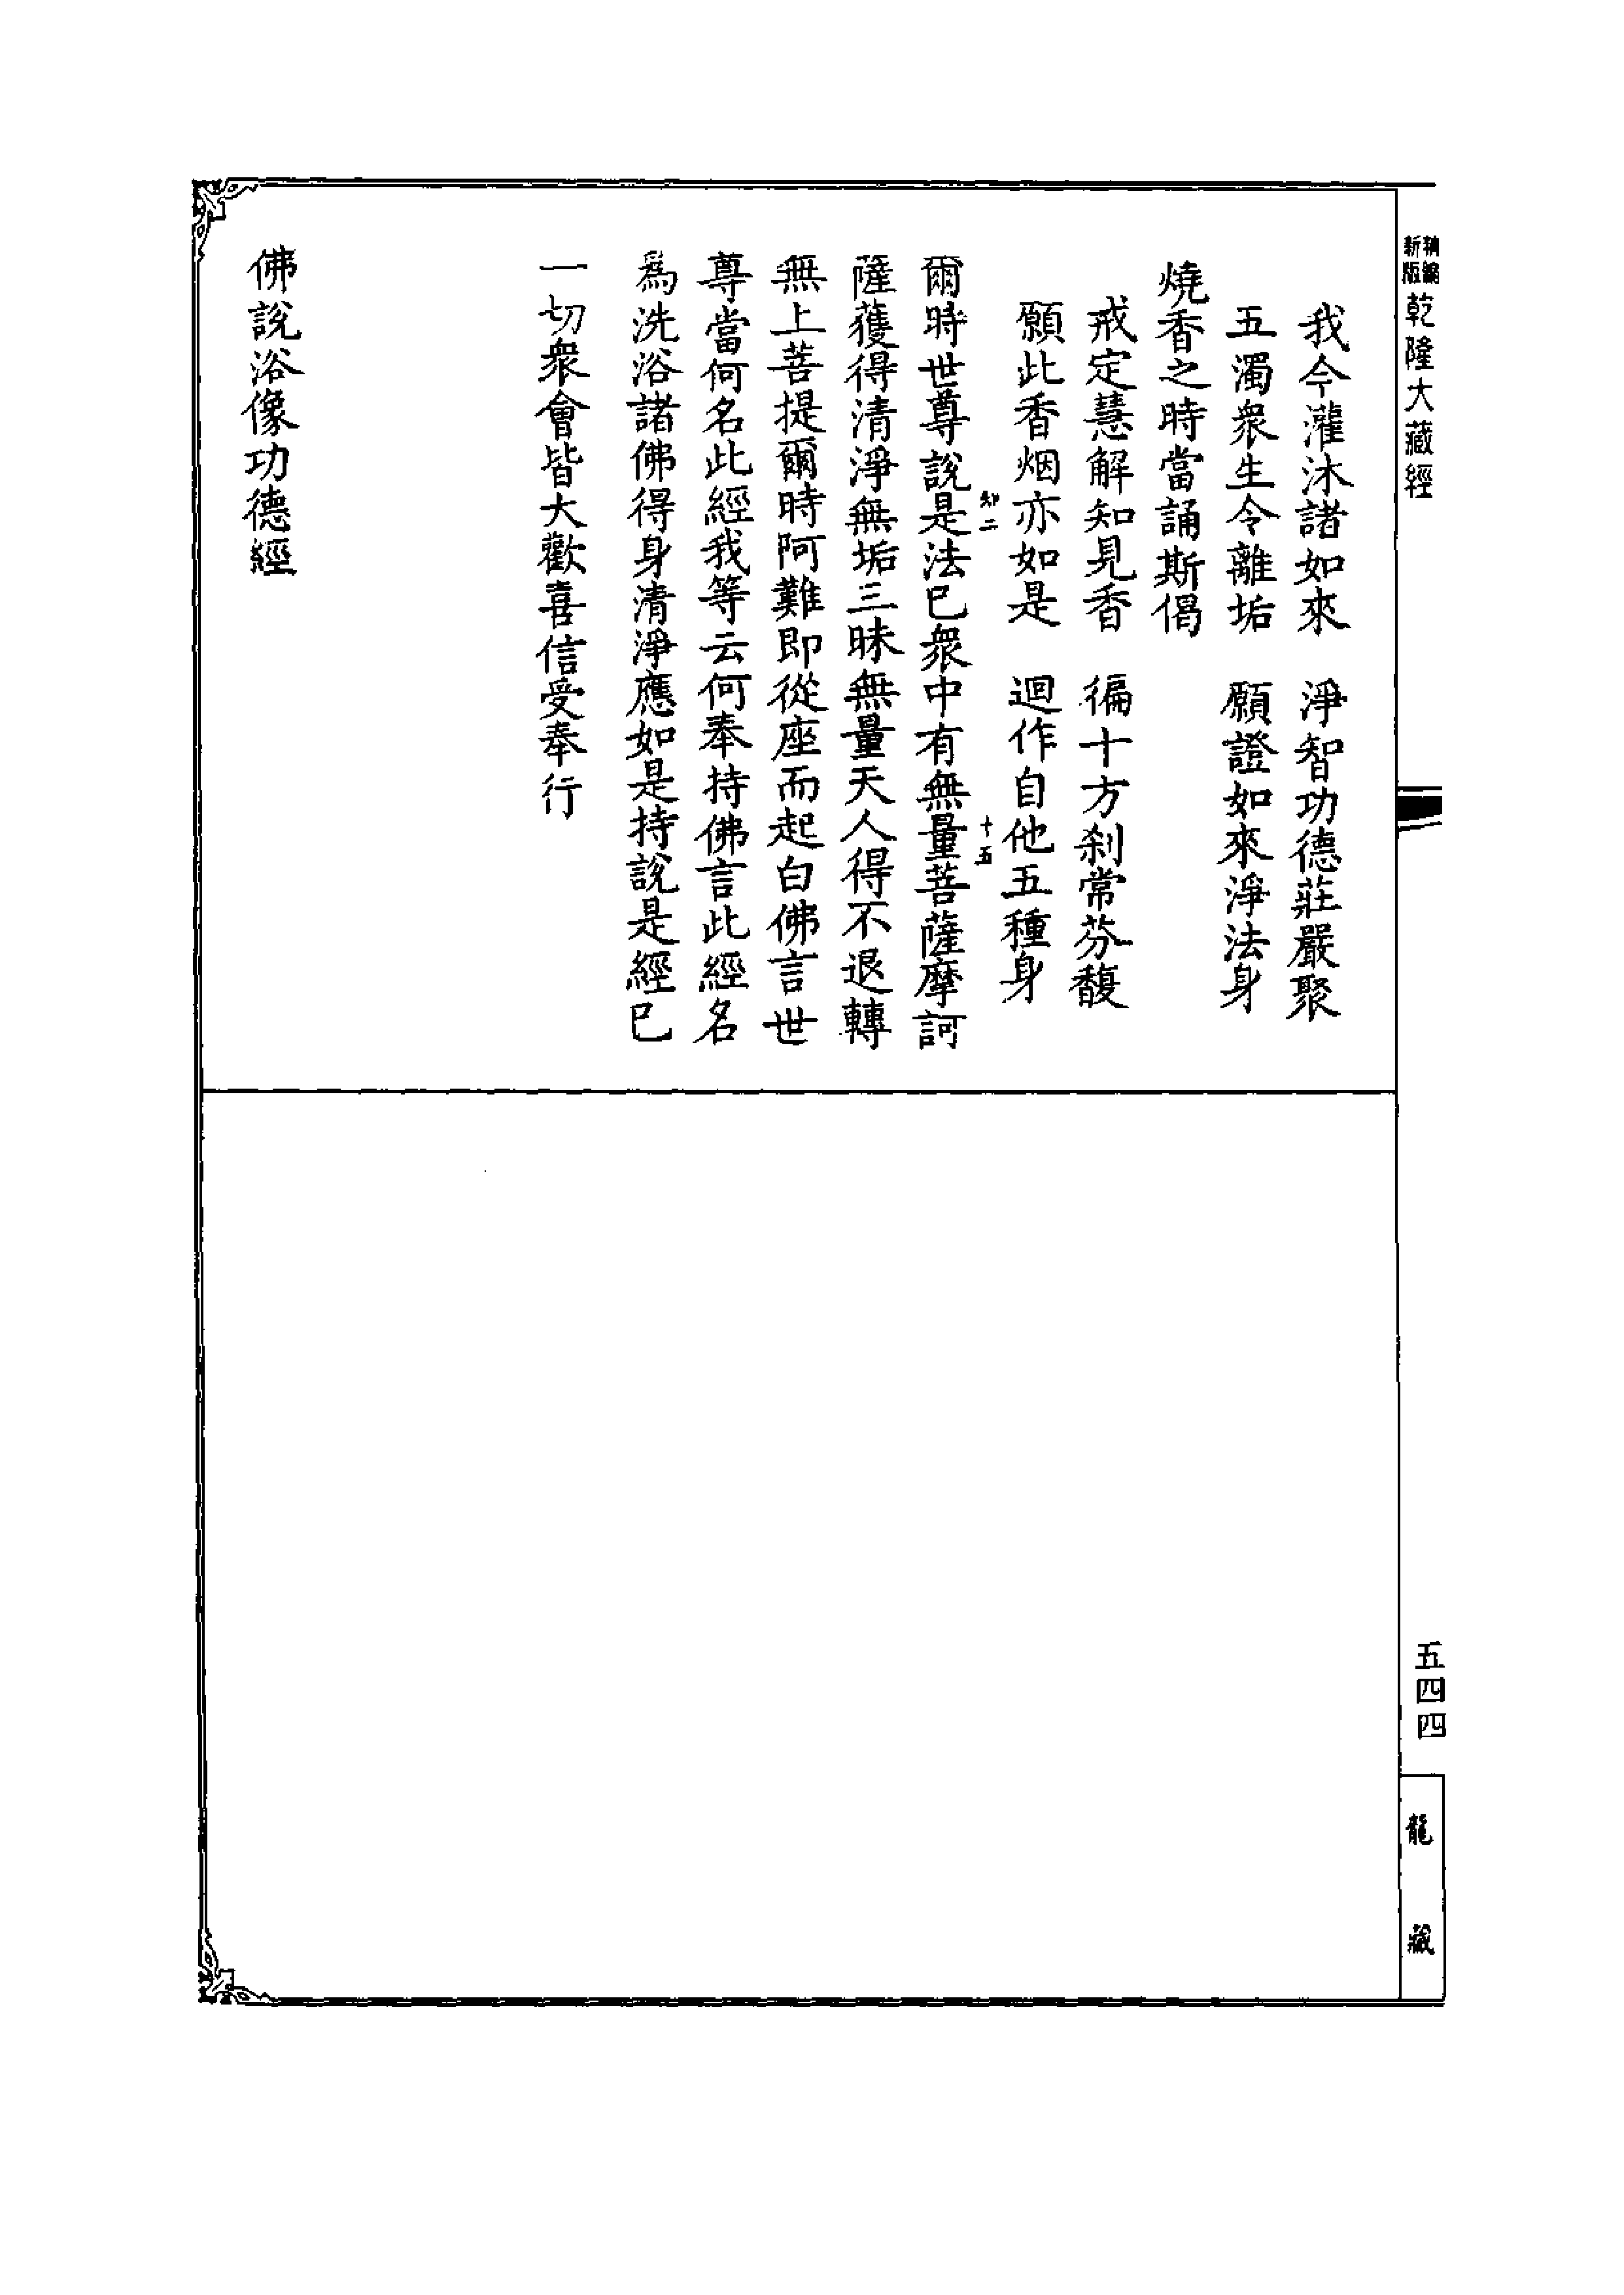 新編
新版
乾隆大藏經
我今灌沐諸如來　淨智功德莊嚴聚
五濁衆生令離垢　願證如來淨法身
燒香之時當誦斯偈
戒定慧解知見香　徧十方刹常芬馥
願此香烟亦如是　迴作自他五種身
知二
十五
爾時世尊說是法已衆中有無量菩薩摩訶
薩獲得清淨無垢三昧無量天人得不退轉
無上菩提爾時阿難即從座而起白佛言世
尊當何名此經我等云何奉持佛言此經名
為洗浴諸佛得身清淨應如是持說是經已
一切衆會皆大歡喜信受奉行
佛說浴像功德經
五四四
龍藏